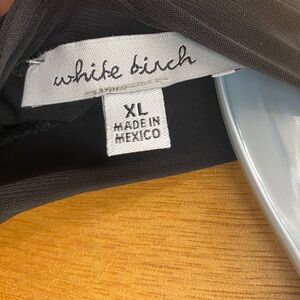 white birch
XL
MADE IN
MEXICO